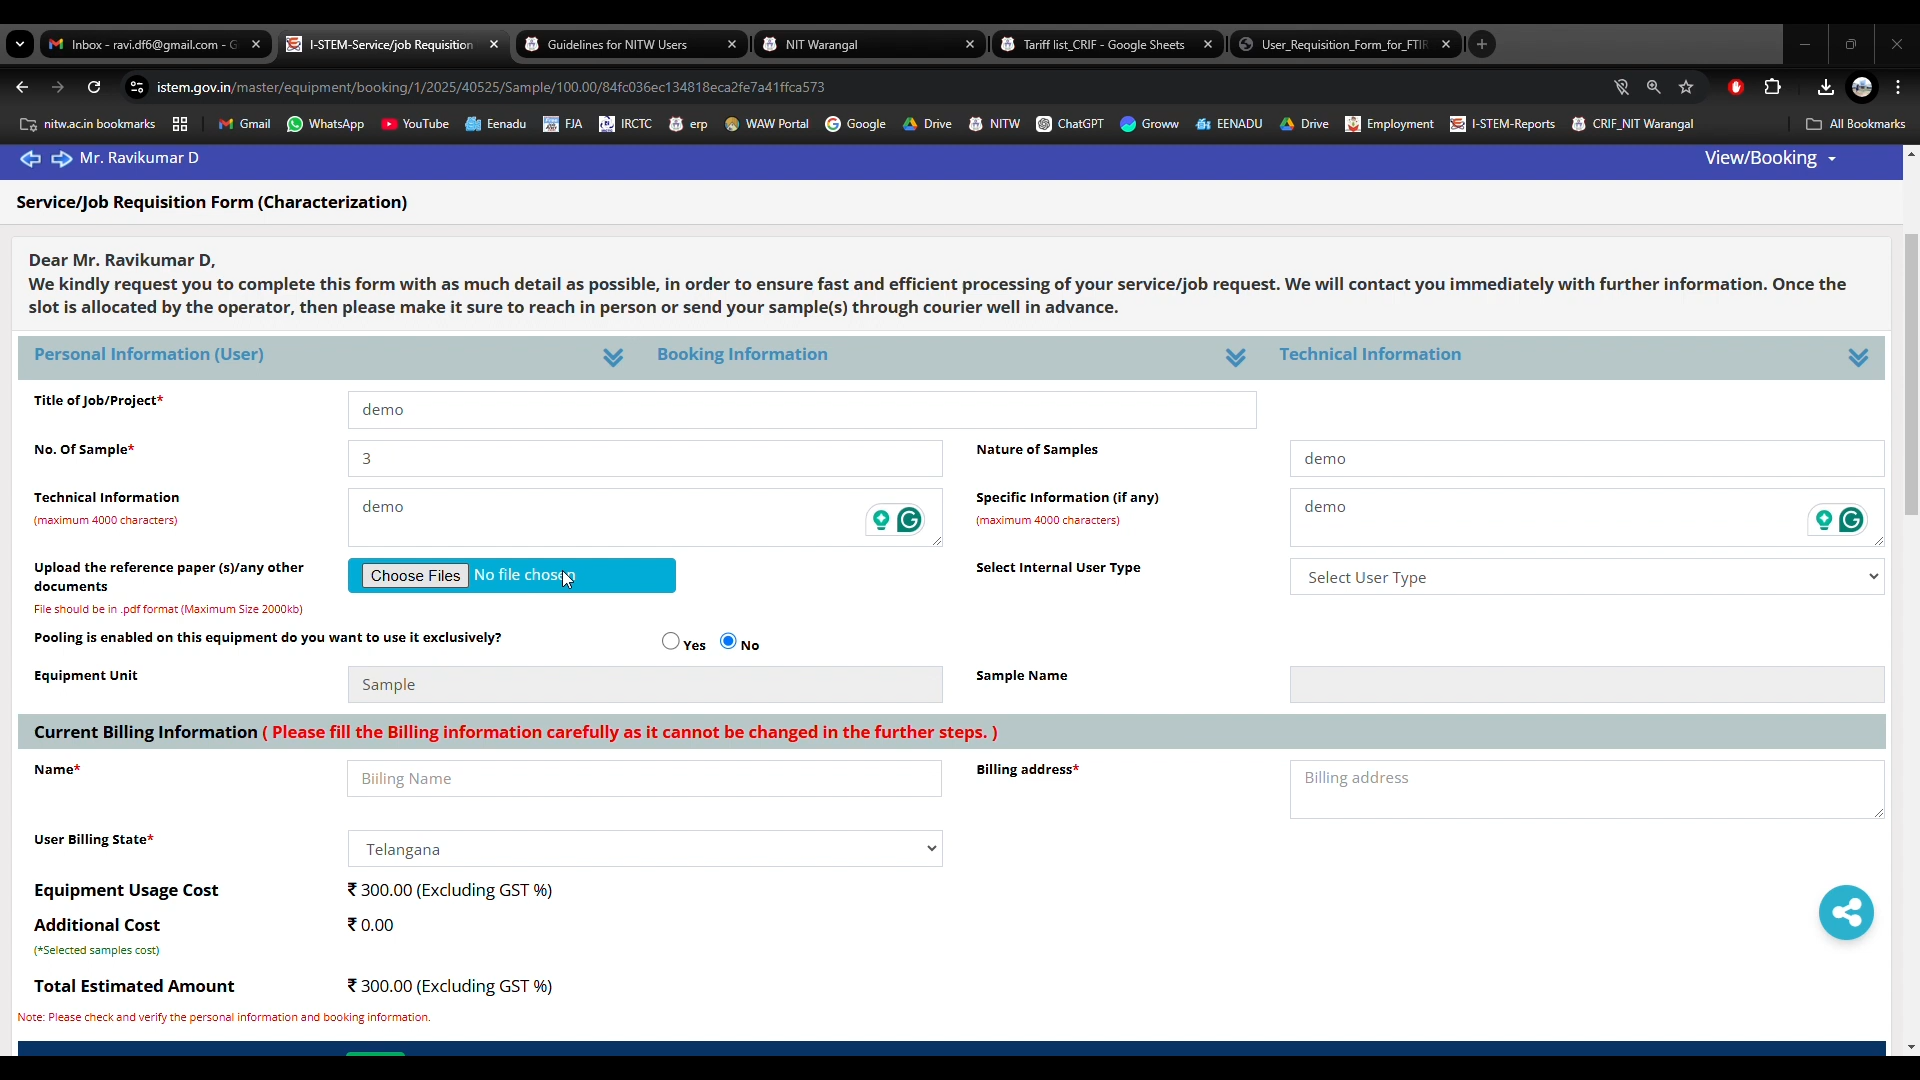 Inbox - ravi.df6@gmail.com - G
I-STEM-Service/job Requisition
Guidelines for NITW Users
NIT Warangal
Tariff list_CRIF - Google Sheets
User_Requisition_Form_for_FTIR
istem.gov.in/master/equipment/booking/1/2025/40525/Sample/100.00/84fc036ec134818eca2fe7a41ffca573
nitw.ac.in bookmarks
Gmail
WhatsApp
YouTube
Eenadu
FJA
IRCTC
erp
WAW Portal
Google
Drive
NITW
ChatGPT
Groww
EENADU
Drive
Employment
I-STEM-Reports
CRIF_NIT Warangal
All Bookmarks
Mr. Ravikumar D
View/Booking
Service/Job Requisition Form (Characterization)
Dear Mr. Ravikumar D,
We kindly request you to complete this form with as much detail as possible, in order to ensure fast and efficient processing of your service/job request. We will contact you immediately with further information. Once the
slot is allocated by the operator, then please make it sure to reach in person or send your sample(s) through courier well in advance.
Personal Information (User)
Booking Information
Technical Information
Title of Job/Project*
demo
No. Of Sample*
3
Nature of Samples
demo
Technical Information
(maximum 4000 characters)
demo
Specific Information (if any)
(maximum 4000 characters)
demo
Upload the reference paper (s)/any other
documents
File should be in .pdf format (Maximum Size 2000kb)
Choose Files No file chosen
Select Internal User Type
Select User Type
Pooling is enabled on this equipment do you want to use it exclusively?
Yes
No
Equipment Unit
Sample
Sample Name
Current Billing Information ( Please fill the Billing information carefully as it cannot be changed in the further steps. )
Name*
Biiling Name
Billing address*
Billing address
User Billing State*
Telangana
Equipment Usage Cost
₹ 300.00 (Excluding GST %)
Additional Cost
₹ 0.00
(*Selected samples cost)
Total Estimated Amount
₹ 300.00 (Excluding GST %)
Note: Please check and verify the personal information and booking information.